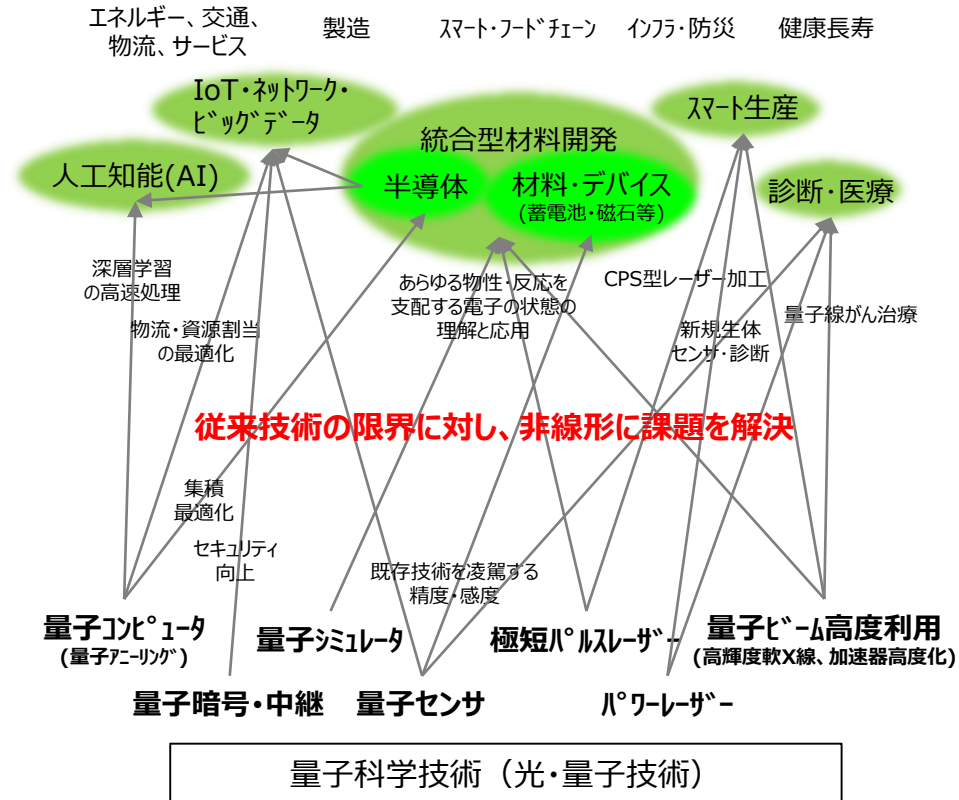 エネルギー、交通、
物流、サービス
製造
ｽﾏｰﾄ・ﾌｰﾄﾞﾁｪｰﾝ
ｲﾝﾌﾗ・防災
健康長寿
IoT・ﾈｯﾄﾜｰｸ・
ﾋﾞｯｸﾞﾃﾞｰﾀ
ｽﾏｰﾄ生産
統合型材料開発
人工知能(AI)
半導体
材料・デバイス
(蓄電池・磁石等)
診断・医療
深層学習
の高速処理
あらゆる物性・反応を
支配する電子の状態の
理解と応用
CPS型レーザー加工
量子線がん治療
物流・資源割当
の最適化
新規生体
センサ・診断
従来技術の限界に対し、非線形に課題を解決
集積
最適化
セキュリティ
向上
既存技術を凌駕する
精度・感度
量子ｺﾝﾋﾟｭｰﾀ
(量子ｱﾆｰﾘﾝｸﾞ)
量子ｼﾐｭﾚｰﾀ
極短ﾊﾟﾙｽﾚｰｻﾞｰ
量子ﾋﾞｰﾑ高度利用
(高輝度軟X線、加速器高度化)
量子暗号・中継
量子センサ
ﾊﾟﾜｰﾚｰｻﾞｰ
量子科学技術（光・量子技術）